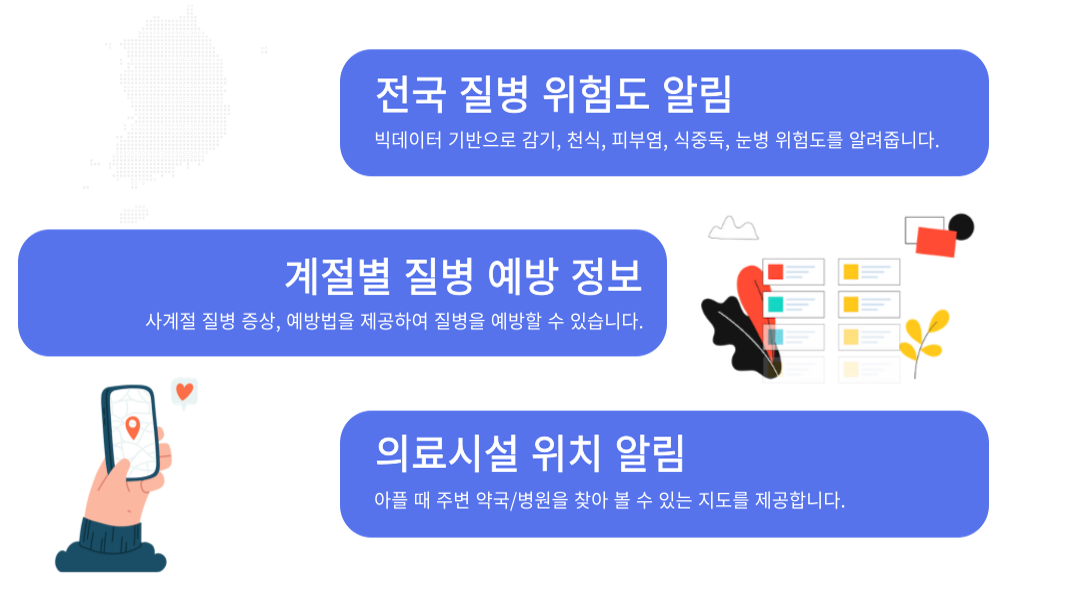 전국 질병 위험도 알림
빅데이터 기반으로 감기, 천식, 피부염, 식중독, 눈병 위험도를 알려줍니다.
계절별 질병 예방 정보
사계절 질병 증상, 예방법을 제공하여 질병을 예방할 수 있습니다.
의료시설 위치 알림
아플 때 주변 약국/병원을 찾아 볼 수 있는 지도를 제공합니다.